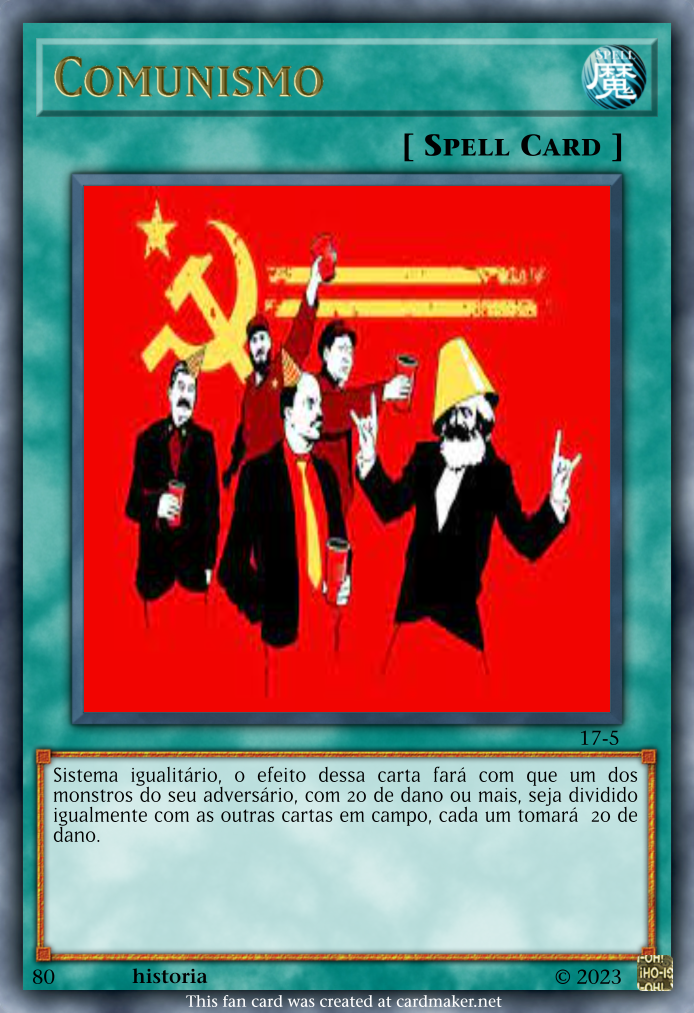 COMUNISMO
SPELL
魔
[ SPELL CARD ]
17-5
Sistema igualitário, o efeito dessa carta fará com que um dos
monstros do seu adversário, com 20 de dano ou mais, seja dividido
igualmente com as outras cartas em campo, cada um tomará 20 de
dano.
80 historia © 2023
This fan card was created at cardmaker.net